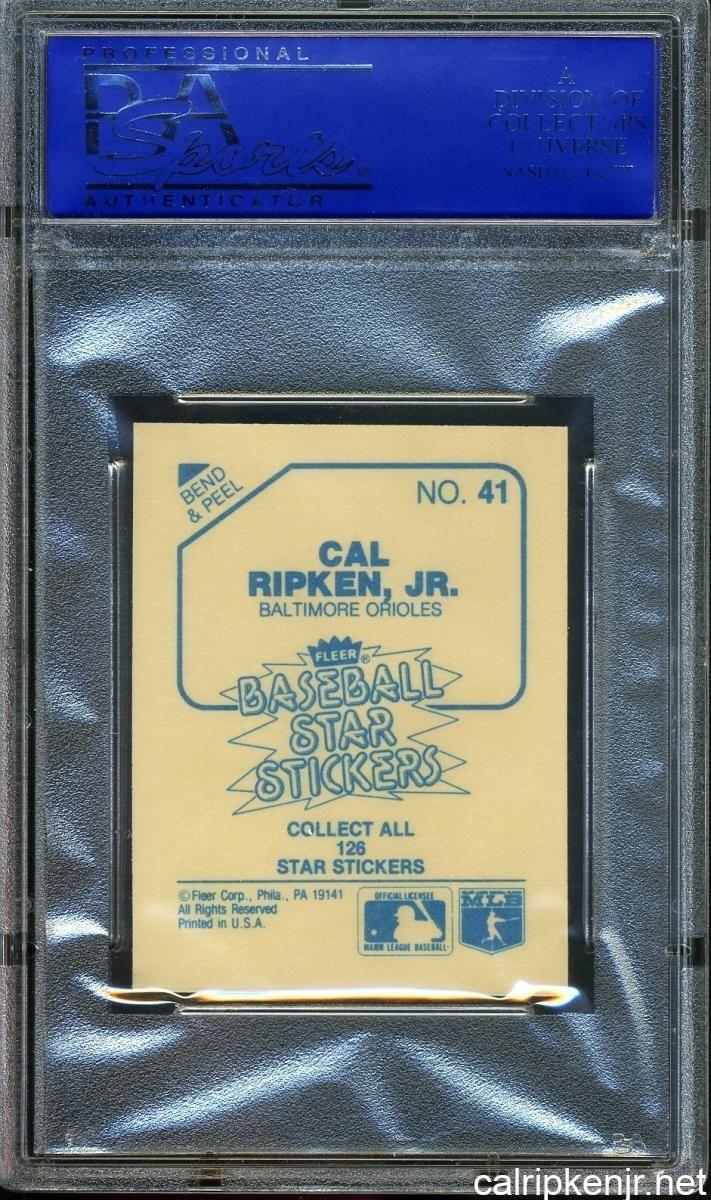 PROFESSIONAL
PSA
Sports®
AUTHENTICATOR
A
DIVISION OF
COLLECTORS
UNIVERSE
BEND
& PEEL
NO. 41
CAL
RIPKEN, JR.
BALTIMORE ORIOLES
FLEER®
BASEBALL
STAR
STICKERS
COLLECT ALL
126
STAR STICKERS
©Fleer Corp., Phila., PA 19141
All Rights Reserved
Printed in U.S.A.
OFFICIAL LICENSEE
MAJOR LEAGUE BASEBALL
MLB
calripkenjr.net